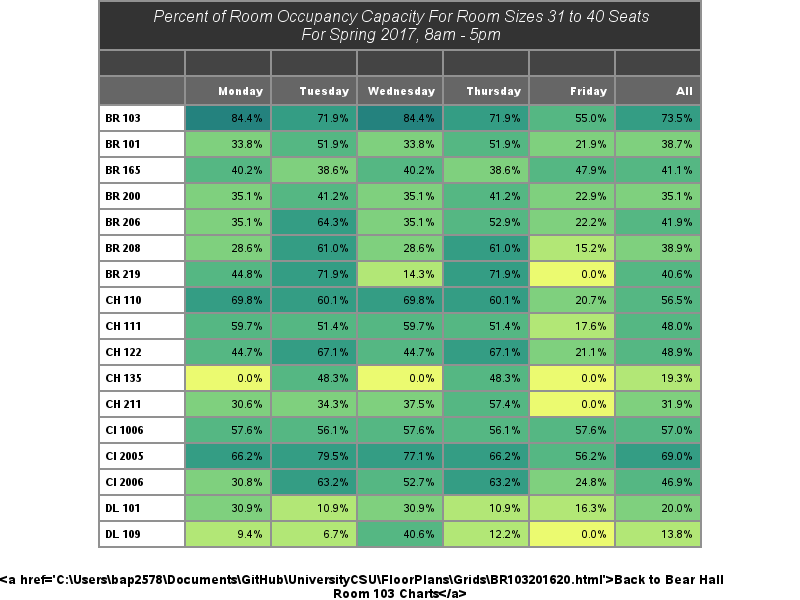 Percent of Room Occupancy Capacity For Room Sizes 31 to 40 Seats
For Spring 2017, 8am - 5pm
Monday Tuesday Wednesday Thursday Friday All
BR 103 84.4% 71.9% 84.4% 71.9% 55.0% 73.5%
BR 101 33.8% 51.9% 33.8% 51.9% 21.9% 38.7%
BR 165 40.2% 38.6% 40.2% 38.6% 47.9% 41.1%
BR 200 35.1% 41.2% 35.1% 41.2% 22.9% 35.1%
BR 206 35.1% 64.3% 35.1% 52.9% 22.2% 41.9%
BR 208 28.6% 61.0% 28.6% 61.0% 15.2% 38.9%
BR 219 44.8% 71.9% 14.3% 71.9% 0.0% 40.6%
CH 110 69.8% 60.1% 69.8% 60.1% 20.7% 56.5%
CH 111 59.7% 51.4% 59.7% 51.4% 17.6% 48.0%
CH 122 44.7% 67.1% 44.7% 67.1% 21.1% 48.9%
CH 135 0.0% 48.3% 0.0% 48.3% 0.0% 19.3%
CH 211 30.6% 34.3% 37.5% 57.4% 0.0% 31.9%
CI 1006 57.6% 56.1% 57.6% 56.1% 57.6% 57.0%
CI 2005 66.2% 79.5% 77.1% 66.2% 56.2% 69.0%
CI 2006 30.8% 63.2% 52.7% 63.2% 24.8% 46.9%
DL 101 30.9% 10.9% 30.9% 10.9% 16.3% 20.0%
DL 109 9.4% 6.7% 40.6% 12.2% 0.0% 13.8%
<a href='C:\Users\bap2578\Documents\GitHub\UniversityCSU\FloorPlans\Grids\BR103201620.html'>Back to Bear Hall
Room 103 Charts</a>